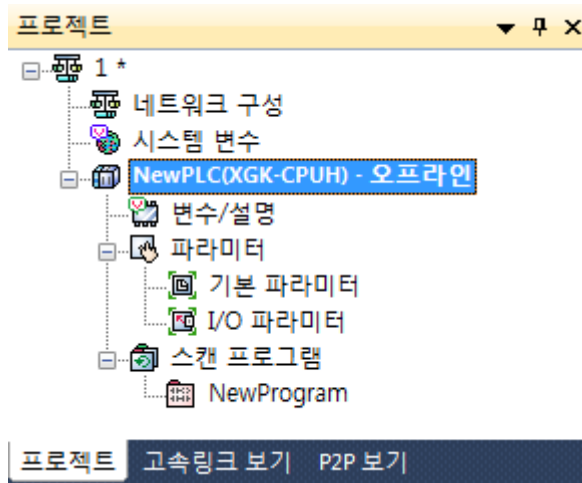 프로젝트
1 *
네트워크 구성
시스템 변수
NewPLC(XGK-CPUH) - 오프라인
변수/설명
파라미터
기본 파라미터
I/O 파라미터
스캔 프로그램
NewProgram
프로젝트 고속링크 보기 P2P 보기